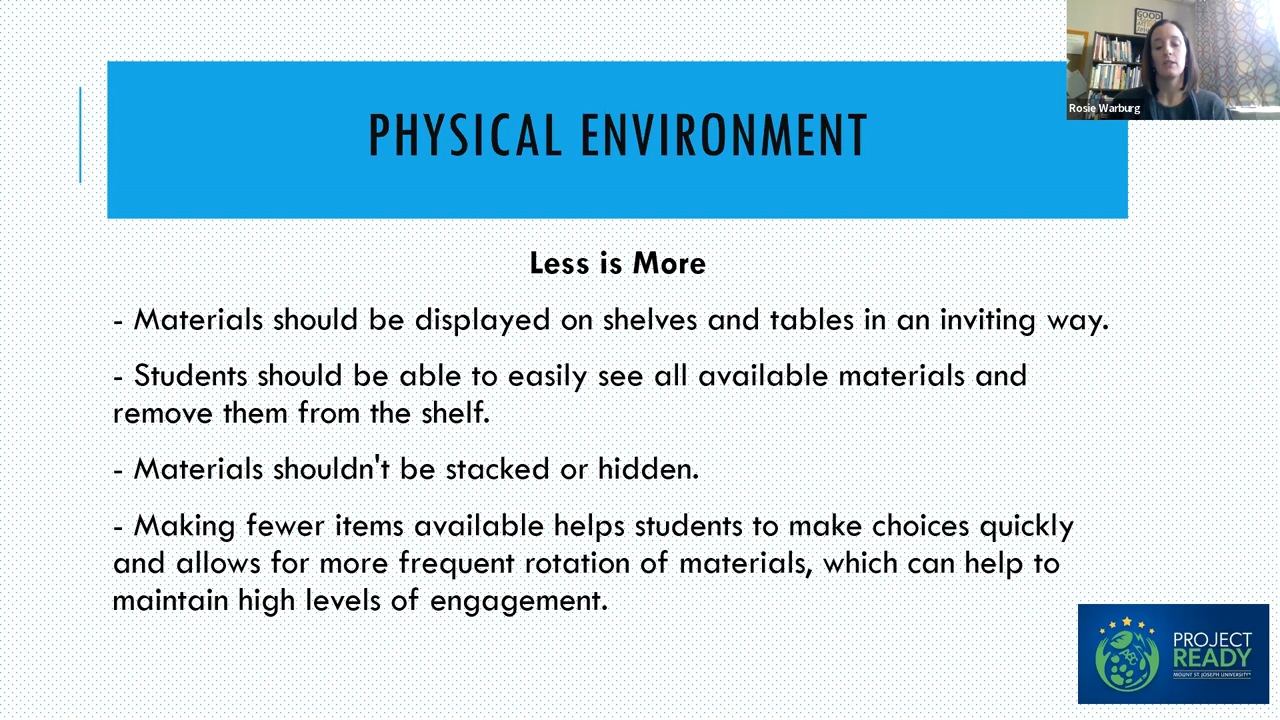 PHYSICAL ENVIRONMENT
GOOD
Rosie Warburg
Less is More
- Materials should be displayed on shelves and tables in an inviting way.
- Students should be able to easily see all available materials and
remove them from the shelf.
- Materials shouldn't be stacked or hidden.
- Making fewer items available helps students to make choices quickly
and allows for more frequent rotation of materials, which can help to
maintain high levels of engagement.
ABC
PROJECT
READY
MOUNT ST. JOSEPH UNIVERSITY